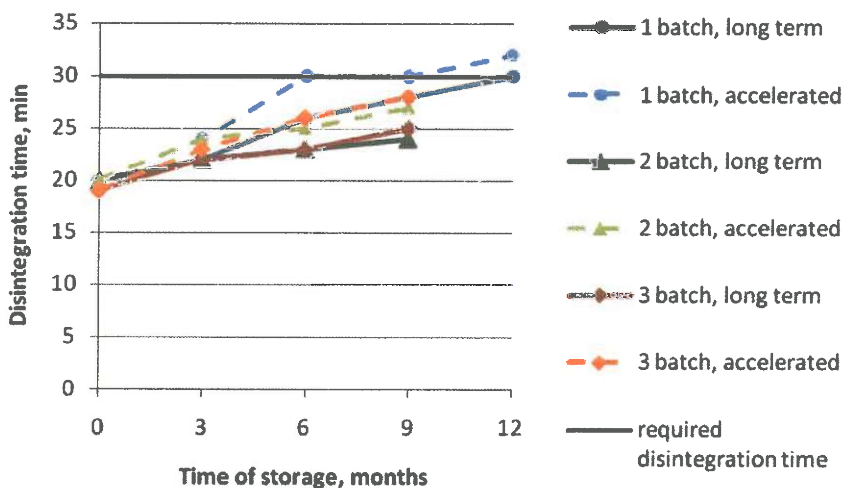 35
30
25
20
15
10
5
0
0 3 6 9 12
Disintegration time, min
Time of storage, months
1 batch, long term
1 batch, accelerated
2 batch, long term
2 batch, accelerated
3 batch, long term
3 batch, accelerated
required
disintegration time